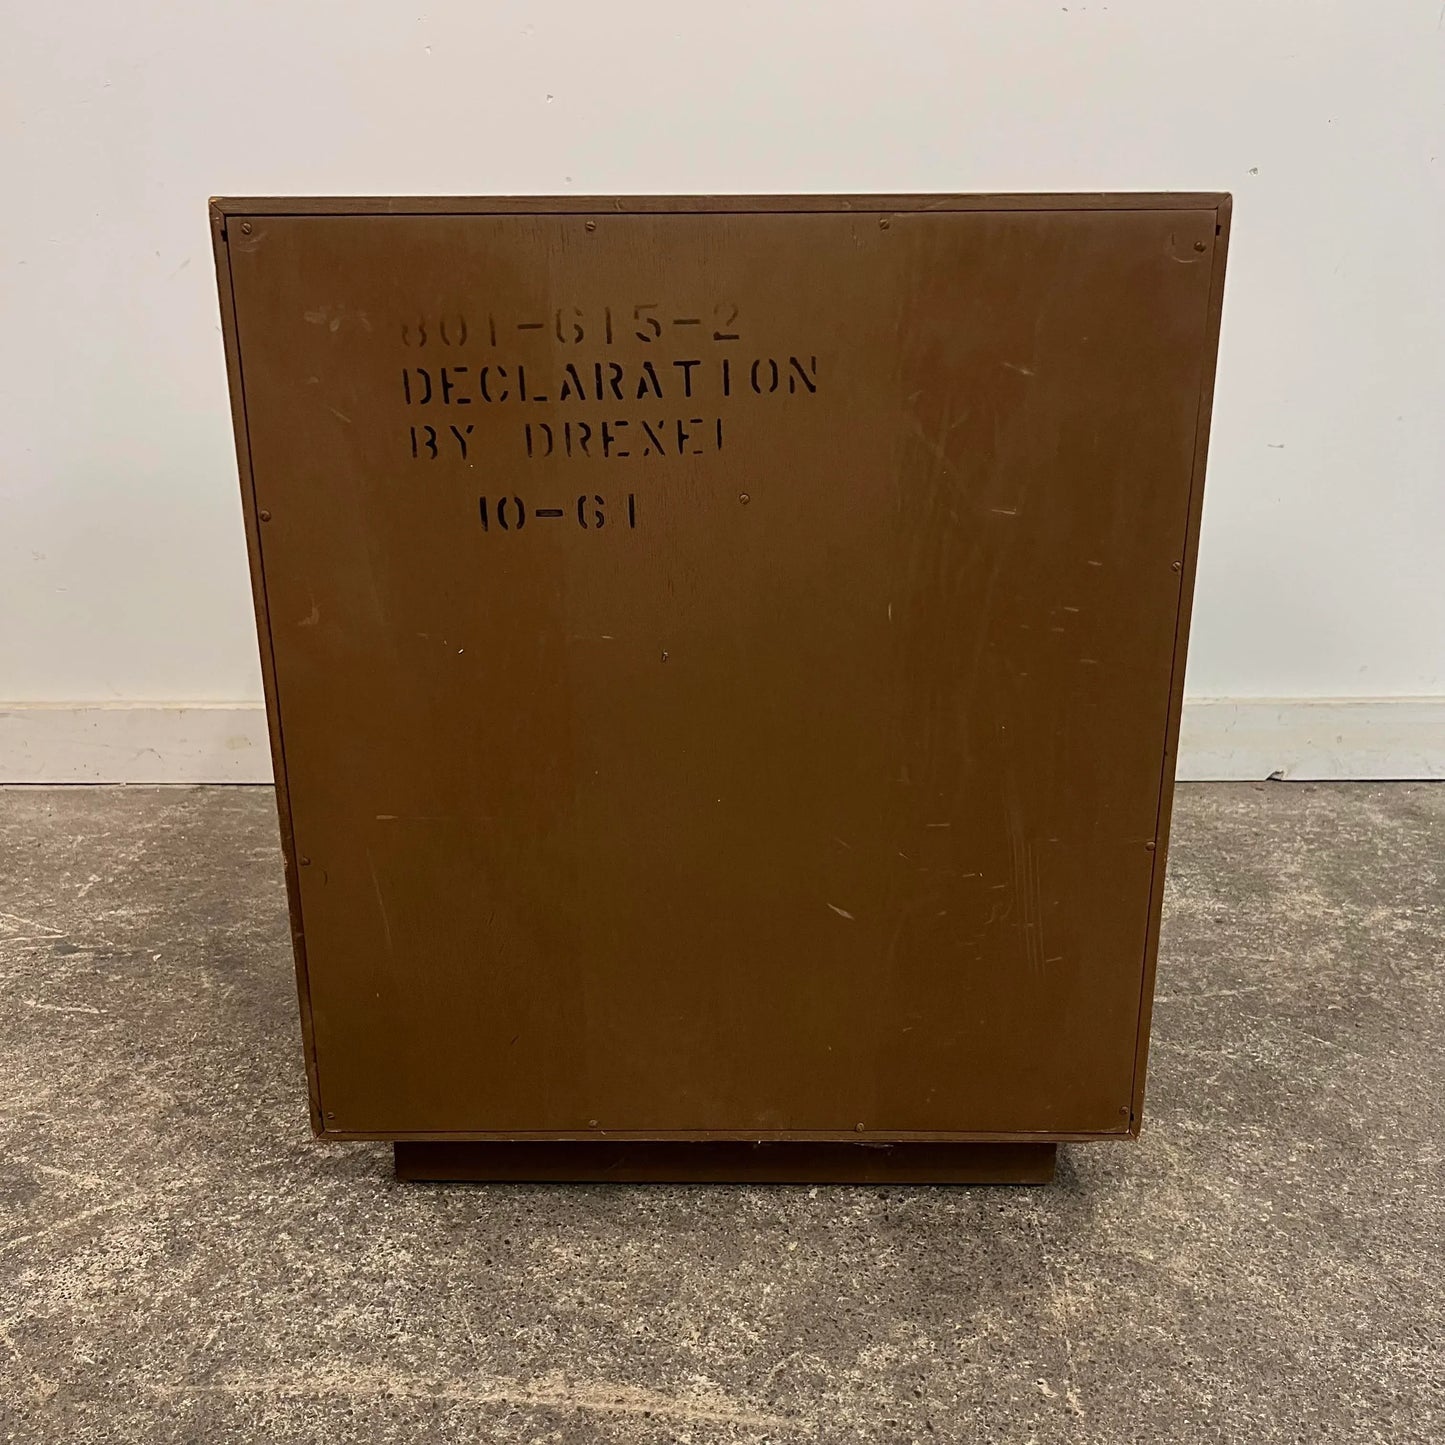 801-615-2
DECLARATION
BY DREXEL
10-61